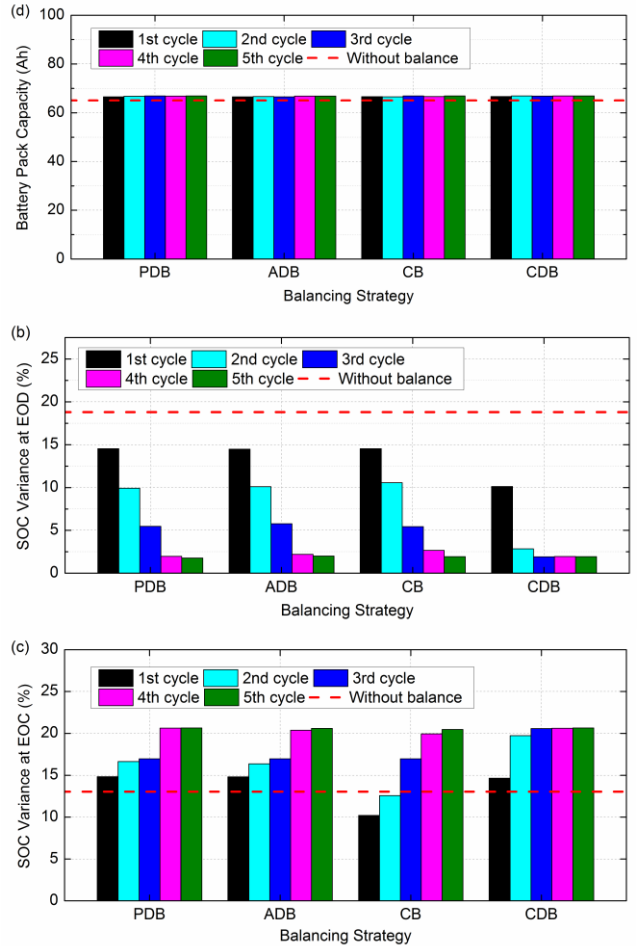 (d)
100
80
60
40
20
0
Battery Pack Capacity (Ah)
1st cycle 2nd cycle 3rd cycle
4th cycle 5th cycle Without balance
PDB ADB CB CDB
Balancing Strategy
(b)
25
20
15
10
5
0
SOC Variance at EOD (%)
1st cycle 2nd cycle 3rd cycle
4th cycle 5th cycle Without balance
PDB ADB CB CDB
Balancing Strategy
(c)
30
25
20
15
10
5
0
SOC Variance at EOC (%)
1st cycle 2nd cycle 3rd cycle
4th cycle 5th cycle Without balance
PDB ADB CB CDB
Balancing Strategy